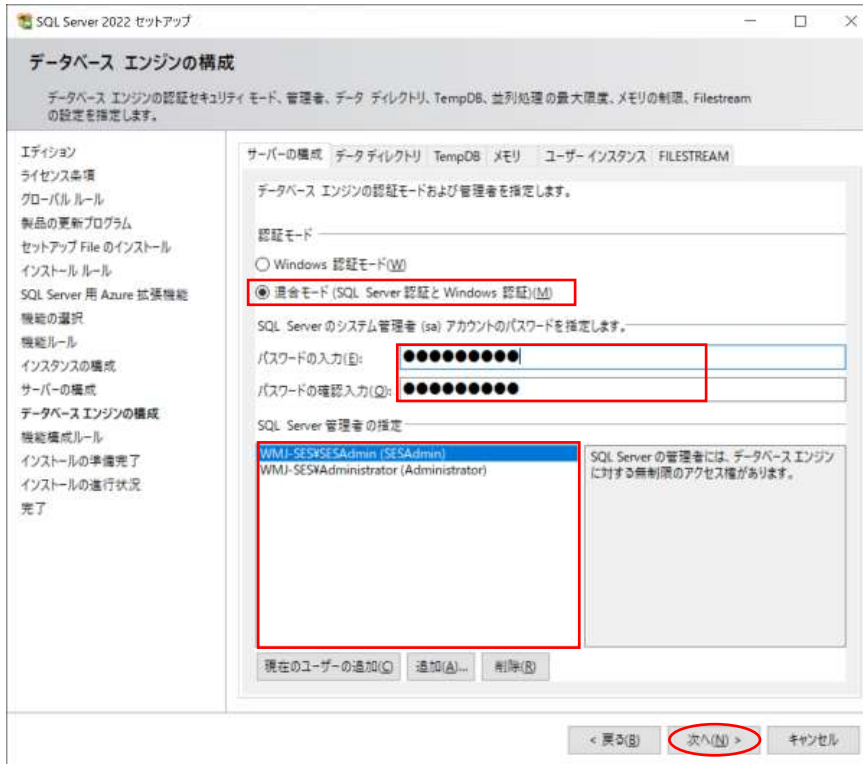 SQL Server 2022 セットアップ
データベース エンジンの構成
データベース エンジンの認証セキュリティ モード、管理者、データ ディレクトリ、TempDB、並列処理の最大限度、メモリの制限、Filestream
の設定を指定します。
エディション
ライセンス条項
グローバル ルール
製品の更新プログラム
セットアップ File のインストール
インストール ルール
SQL Server 用 Azure 拡張機能
機能の選択
機能ルール
インスタンスの構成
サーバーの構成
データベース エンジンの構成
機能構成ルール
インストールの準備完了
インストールの進行状況
完了
サーバーの構成 データ ディレクトリ TempDB メモリ ユーザー インスタンス FILESTREAM
データベース エンジンの認証モードおよび管理者を指定します。
認証モード
Windows 認証モード(W)
混合モード (SQL Server 認証と Windows 認証)(M)
SQL Server のシステム管理者 (sa) アカウントのパスワードを指定します。
パスワードの入力(E): ●●●●●●●●●
パスワードの確認入力(O): ●●●●●●●●●
SQL Server 管理者の指定
WMJ-SES¥SESAdmin (SESAdmin)
WMJ-SES¥Administrator (Administrator)
SQL Server の管理者には、データベース エンジン
に対する無制限のアクセス権があります。
現在のユーザーの追加(C) 追加(A)... 削除(R)
< 戻る(B) 次へ(N) > キャンセル